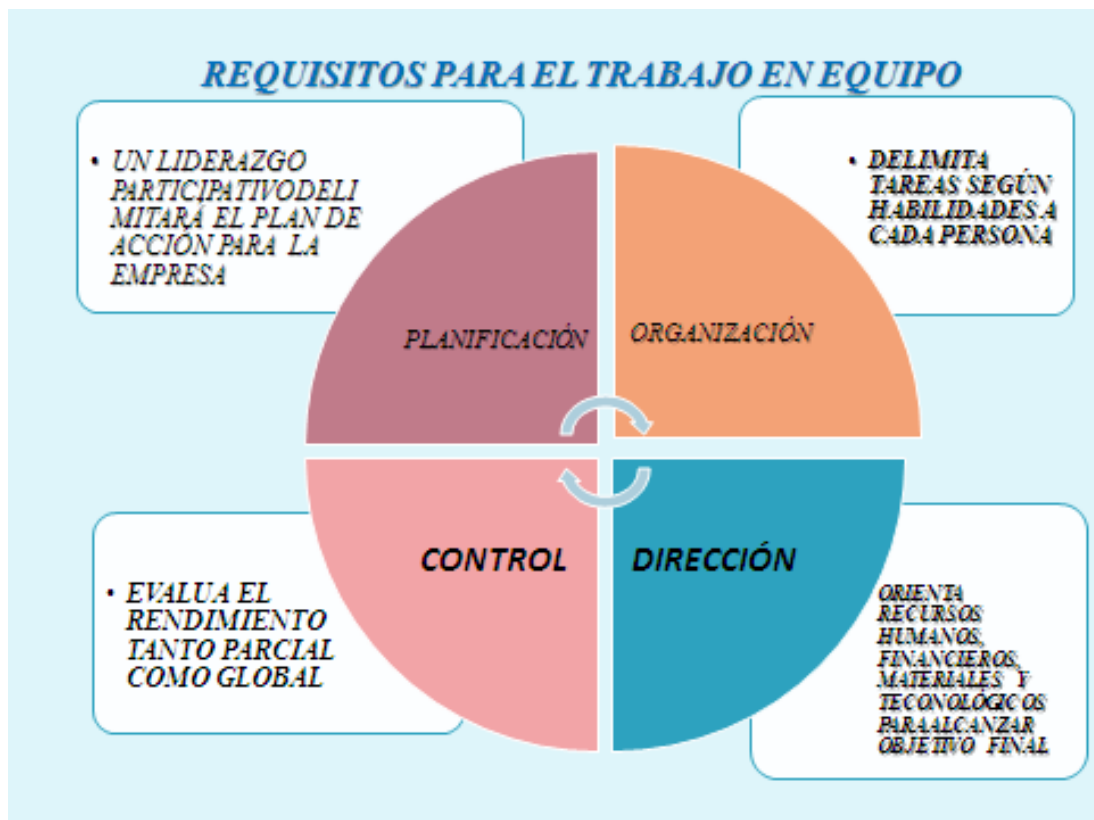 REQUISITOS PARA EL TRABAJO EN EQUIPO
• UN LIDERAZGO
PARTICIPATIVODELI
MITARÁ EL PLAN DE
ACCIÓN PARA LA
EMPRESA
• DELIMITA
TAREAS SEGÚN
HABILIDADES A
CADA PERSONA
PLANIFICACIÓN
ORGANIZACIÓN
CONTROL
DIRECCIÓN
• EVALUA EL
RENDIMIENTO
TANTO PARCIAL
COMO GLOBAL
ORIENTA
RECURSOS
HUMANOS,
FINANCIEROS,
MATERIALES Y
TECONOLÓGICOS
PARAALCANZAR
OBJETIVO FINAL